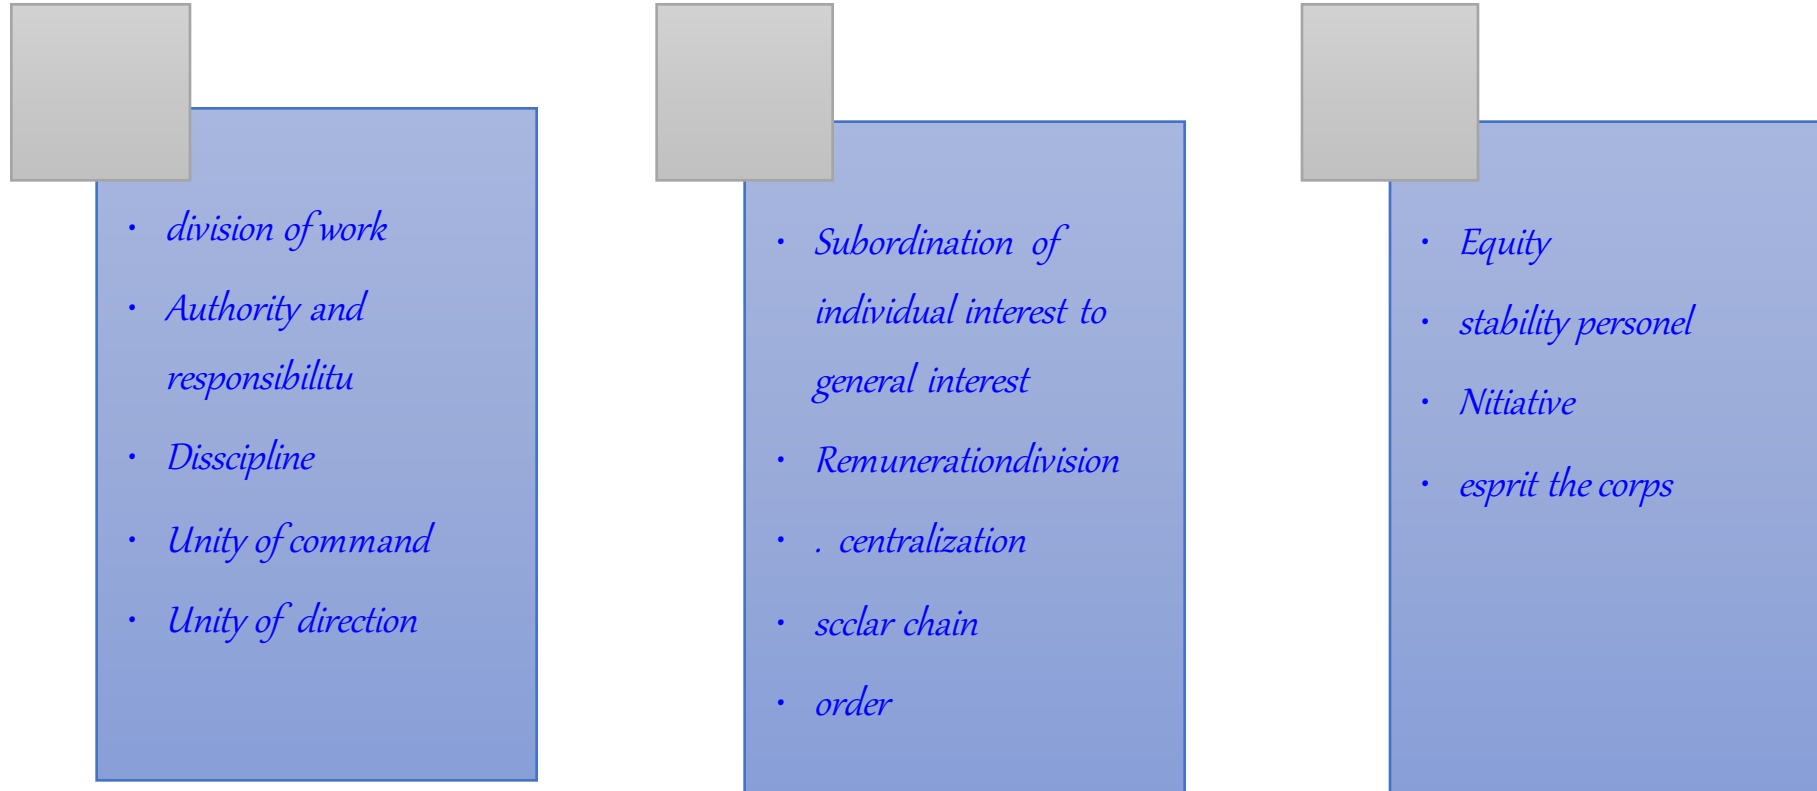 • division of work
• Authority and
responsibilitu
• Disscipline
• Unity of command
• Unity of direction
• Subordination of
individual interest to
general interest
• Remunerationdivision
• . centralization
• scclar chain
• order
• Equity
• stability personel
• Nitiative
• esprit the corps